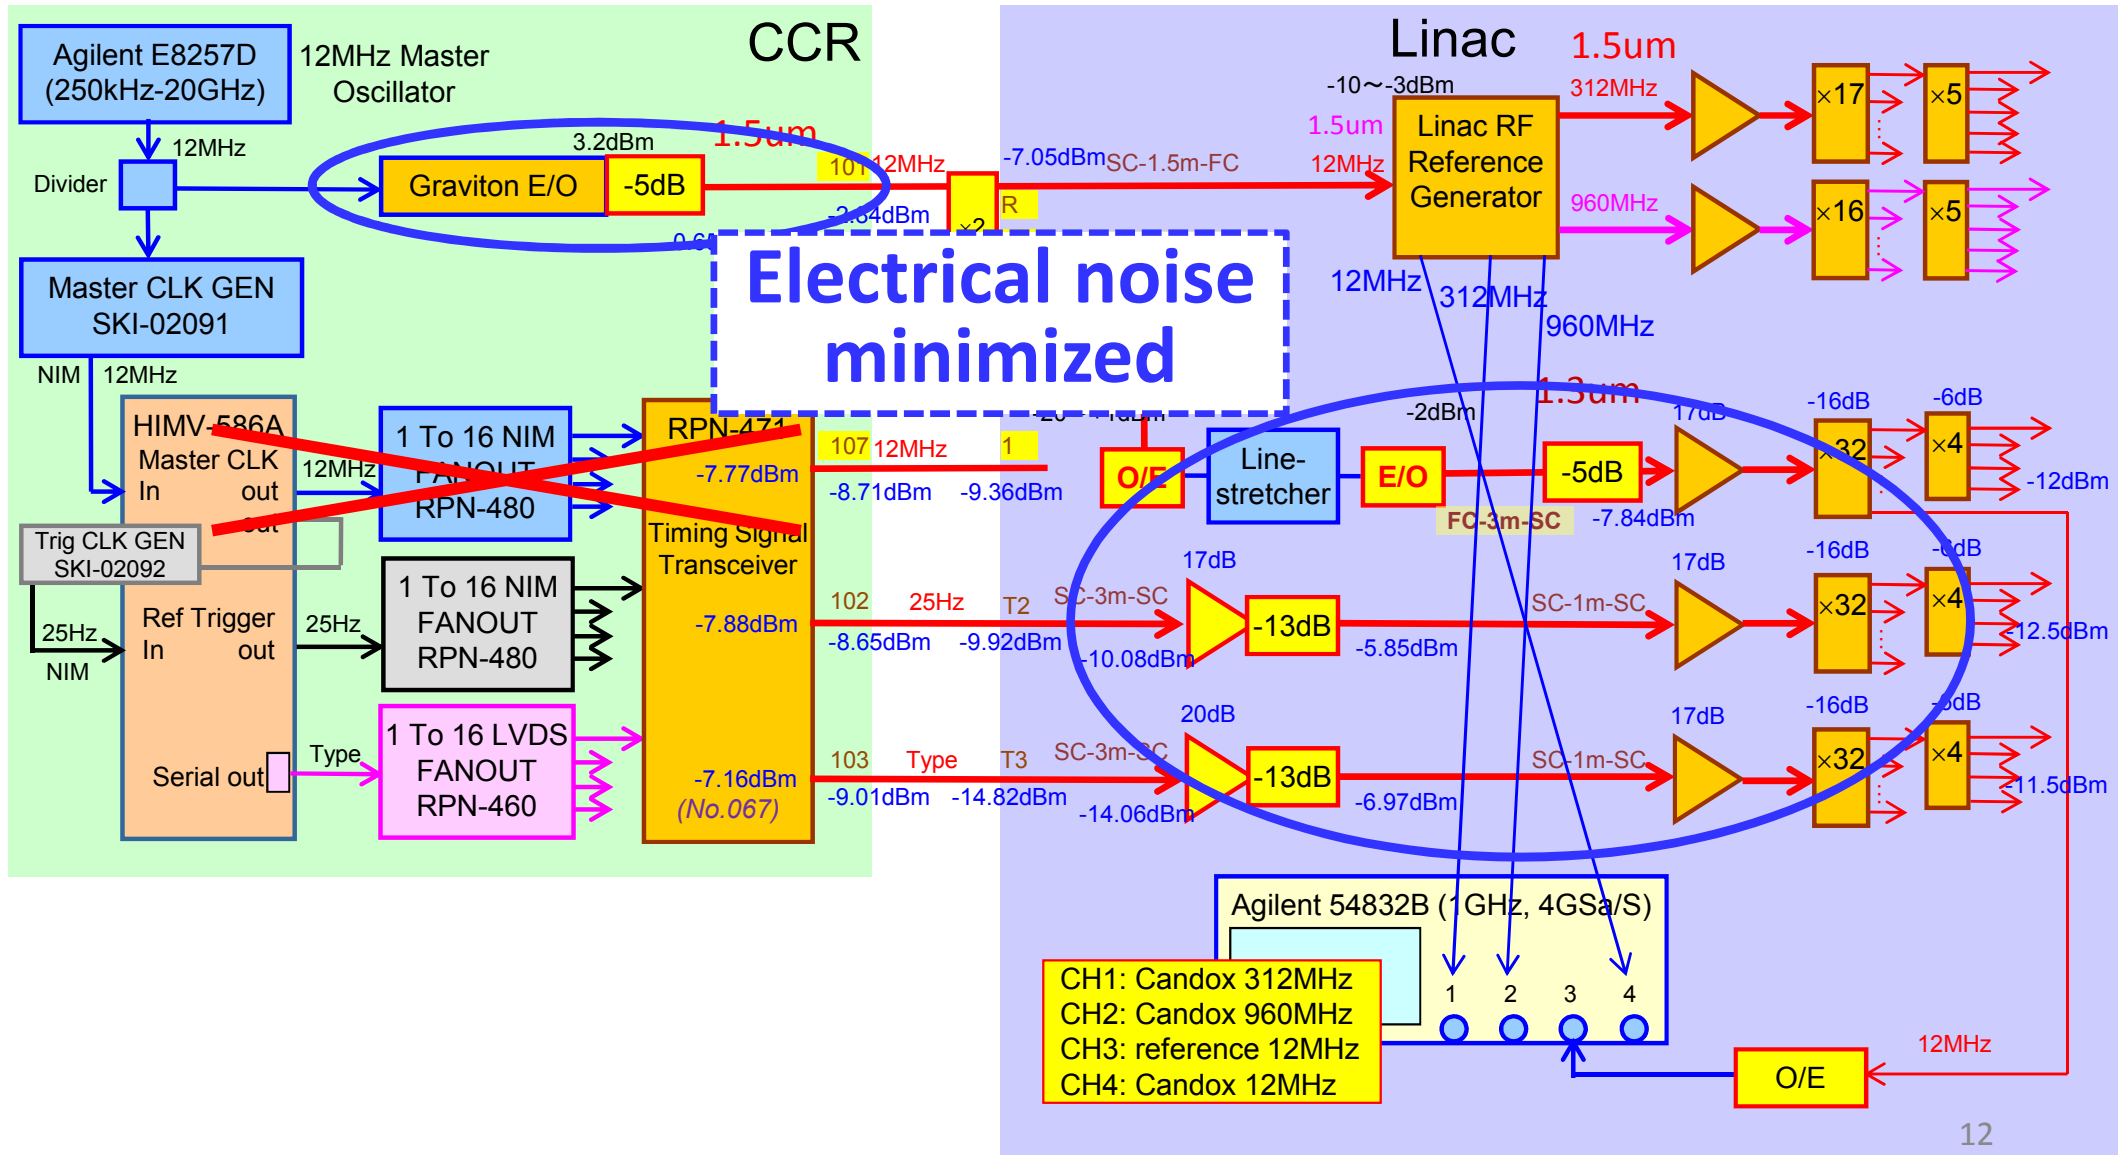 CCR
Linac
Agilent E8257D
(250kHz-20GHz)
12MHz Master
Oscillator
12MHz
Divider
3.2dBm
1.5um
Graviton E/O
-5dB
101
12MHz
-2.84dBm
×2
R
-7.05dBm
SC-1.5m-FC
-10～-3dBm
1.5um
12MHz
Linac RF
Reference
Generator
1.5um
312MHz
960MHz
×17
×5
×16
×5
12MHz
312MHz
960MHz
Electrical noise
minimized
Master CLK GEN
SKI-02091
NIM
12MHz
HIMV-586A
Master CLK
In
out
out
12MHz
1 To 16 NIM
FANOUT
RPN-480
RPN-471
-7.77dBm
Timing Signal
Transceiver
-7.88dBm
-7.16dBm
(No.067)
107
12MHz
1
-8.71dBm
-9.36dBm
O/E
Line-
stretcher
-2dBm
E/O
FC-3m-SC
1.3um
-5dB
-7.84dBm
17dB
-16dB
×32
-6dB
×4
-12dBm
Trig CLK GEN
SKI-02092
25Hz
NIM
Ref Trigger
In
out
25Hz
1 To 16 NIM
FANOUT
RPN-480
102
25Hz
T2
-8.65dBm
-9.92dBm
SC-3m-SC
-10.08dBm
17dB
-13dB
-5.85dBm
SC-1m-SC
17dB
-16dB
×32
-6dB
×4
-12.5dBm
Serial out
Type
1 To 16 LVDS
FANOUT
RPN-460
103
Type
T3
-9.01dBm
-14.82dBm
SC-3m-SC
-14.06dBm
20dB
-13dB
-6.97dBm
SC-1m-SC
17dB
-16dB
×32
-6dB
×4
-11.5dBm
Agilent 54832B (1GHz, 4GSa/S)
1
2
3
4
CH1: Candox 312MHz
CH2: Candox 960MHz
CH3: reference 12MHz
CH4: Candox 12MHz
O/E
12MHz
12